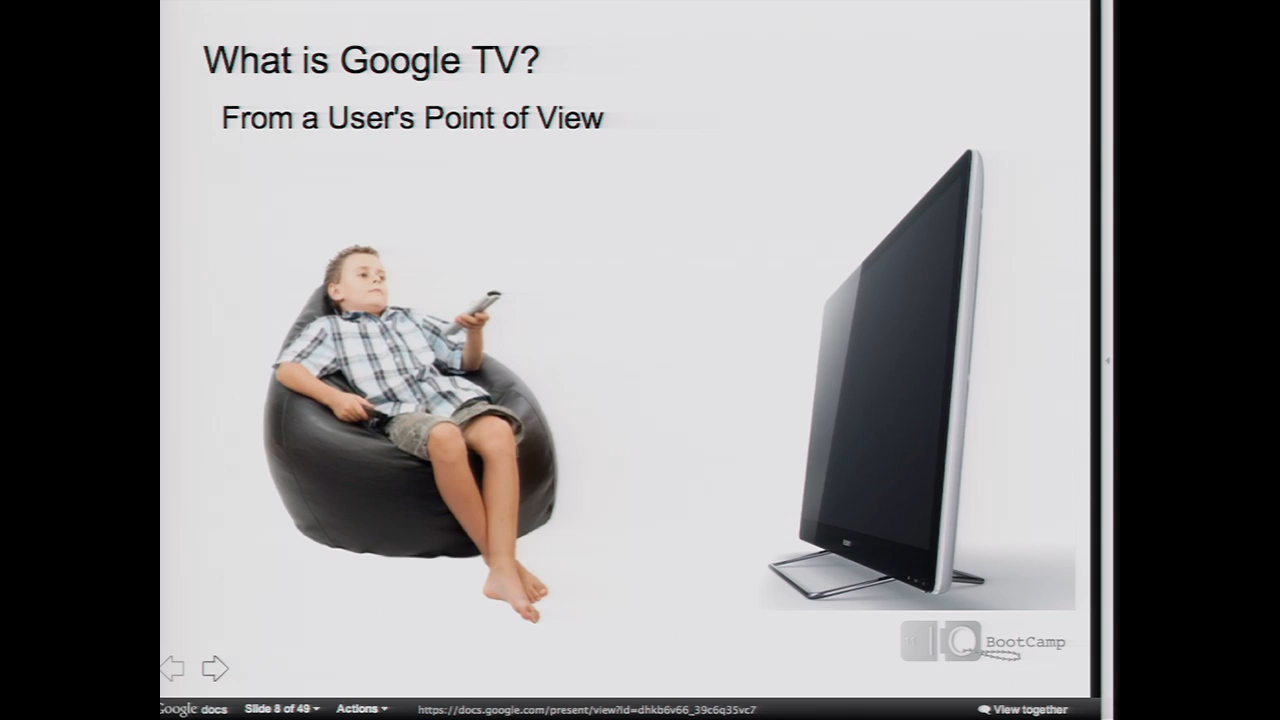 What is Google TV?
From a User's Point of View
BootCamp
Google docs Slide 8 of 49 Actions https://docs.google.com/present/view?id=dhkb6v66_39c6q35vc7 View together